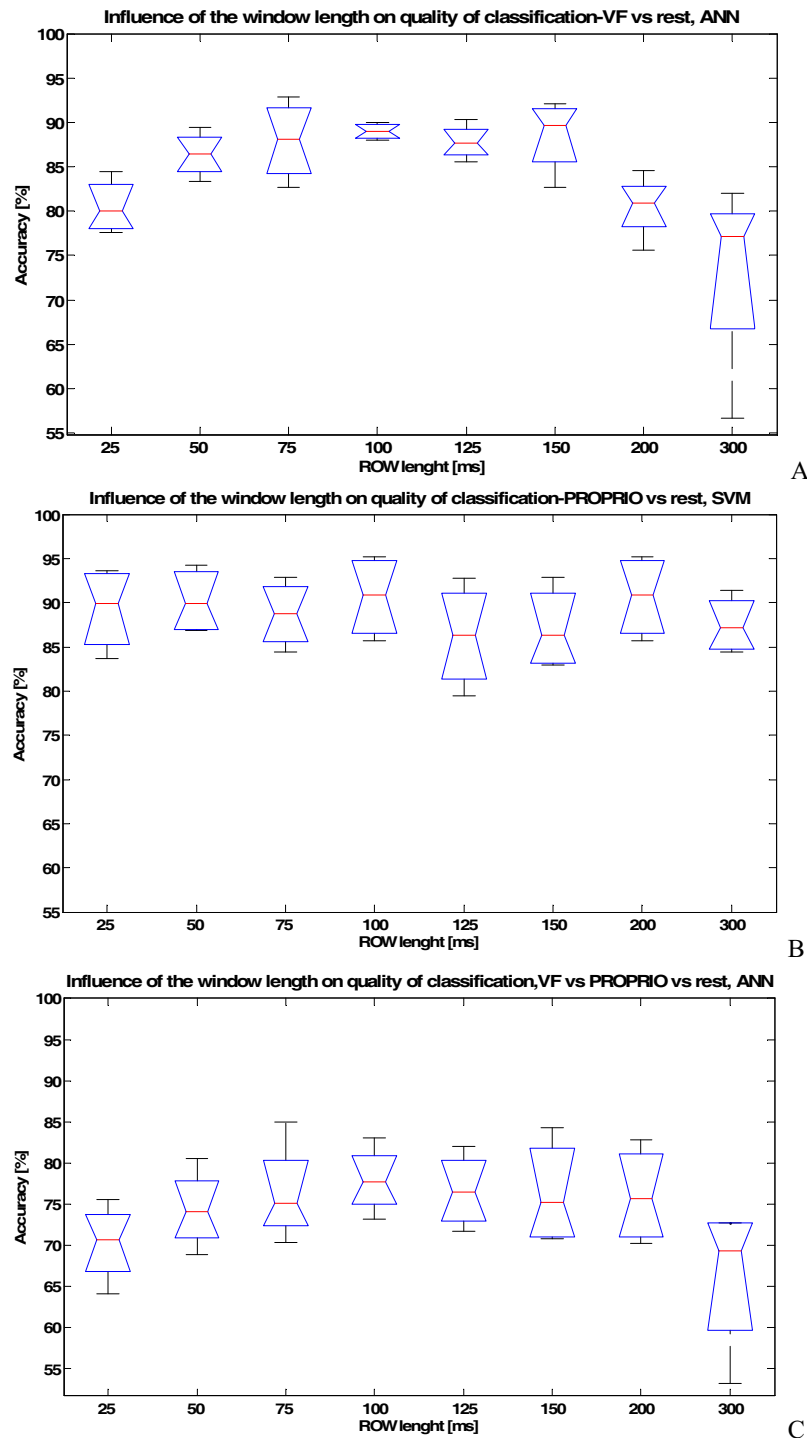 Influence of the window length on quality of classification-VF vs rest, ANN
100
95
90
85
80
75
70
65
60
55
Accuracy [%]
25 50 75 100 125 150 200 300
ROW lenght [ms]
A
Influence of the window length on quality of classification-PROPRIO vs rest, SVM
100
95
90
85
80
75
70
65
60
55
Accuracy [%]
25 50 75 100 125 150 200 300
ROW lenght [ms]
B
Influence of the window length on quality of classification,VF vs PROPRIO vs rest, ANN
100
95
90
85
80
75
70
65
60
55
Accuracy [%]
25 50 75 100 125 150 200 300
ROW lenght [ms]
C